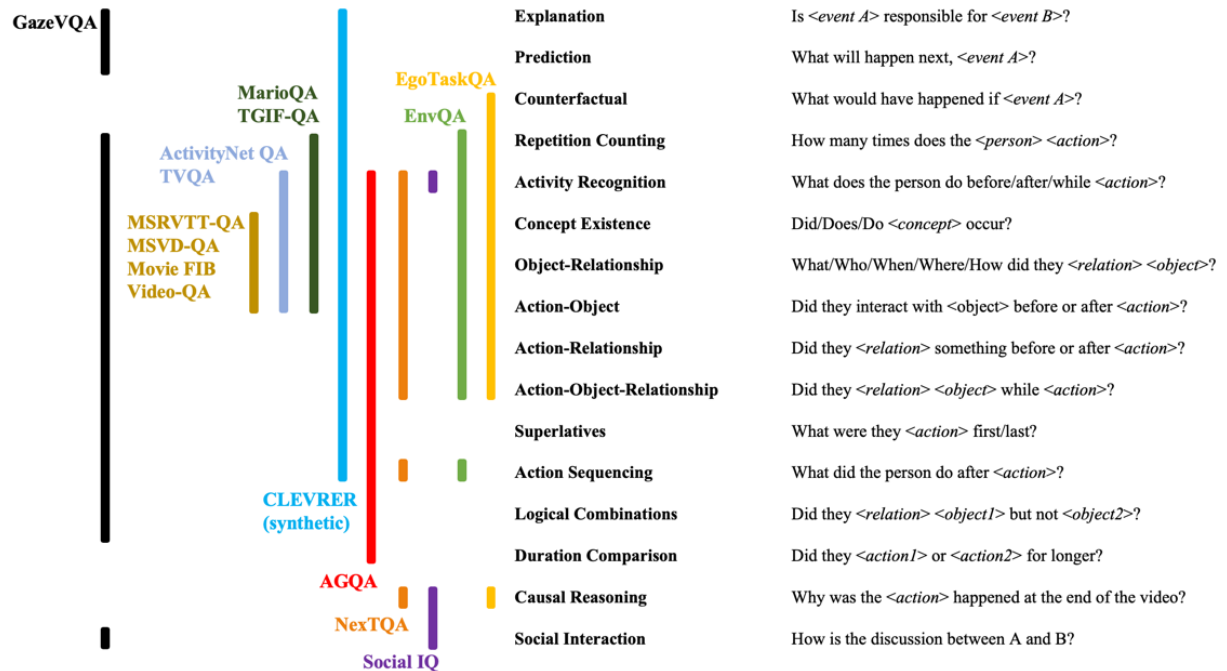 GazeVQA
Explanation
Is <event A> responsible for <event B>?
Prediction
What will happen next, <event A>?
EgoTaskQA
MarioQA
TGIF-QA
Counterfactual
What would have happened if <event A>?
EnvQA
Repetition Counting
How many times does the <person> <action>?
ActivityNet QA
TVQA
Activity Recognition
What does the person do before/after/while <action>?
MSRVTT-QA
MSVD-QA
Movie FIB
Video-QA
Concept Existence
Did/Does/Do <concept> occur?
Object-Relationship
What/Who/When/Where/How did they <relation> <object>?
Action-Object
Did they interact with <object> before or after <action>?
Action-Relationship
Did they <relation> something before or after <action>?
Action-Object-Relationship
Did they <relation> <object> while <action>?
Superlatives
What were they <action> first/last?
Action Sequencing
What did the person do after <action>?
CLEVRER
(synthetic)
Logical Combinations
Did they <relation> <object1> but not <object2>?
Duration Comparison
Did they <action1> or <action2> for longer?
AGQA
Causal Reasoning
Why was the <action> happened at the end of the video?
NexTQA
Social Interaction
How is the discussion between A and B?
Social IQ